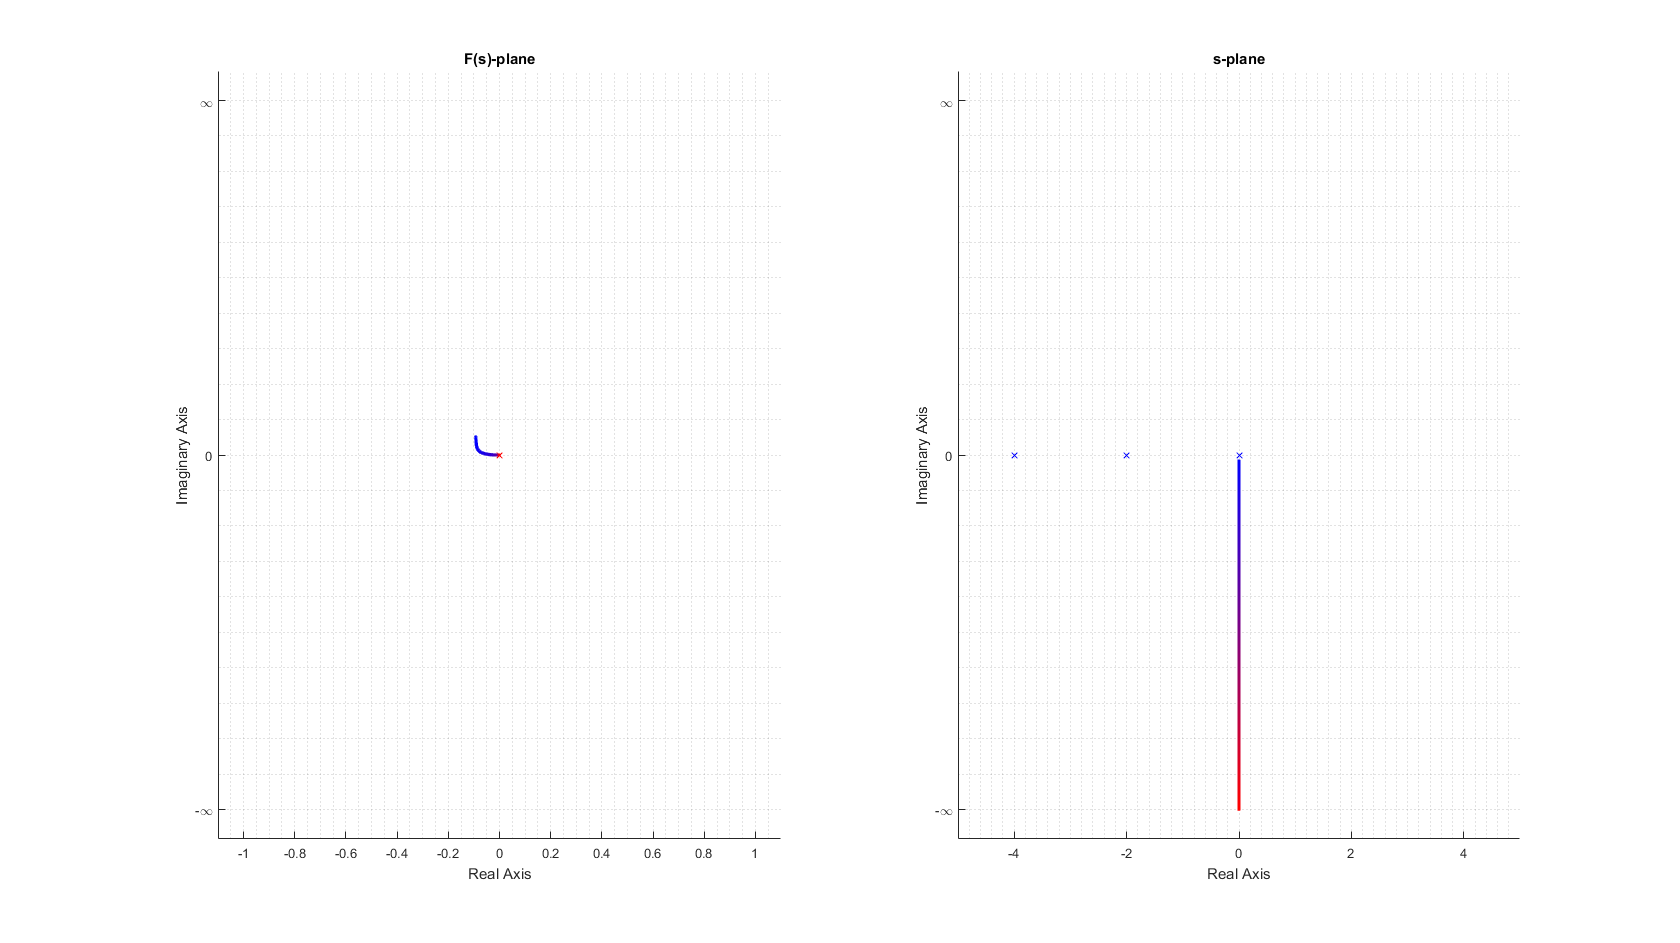 F(s)-plane
∞
0
-∞
Imaginary Axis
-1 -0.8 -0.6 -0.4 -0.2 0 0.2 0.4 0.6 0.8 1
Real Axis
s-plane
∞
0
-∞
Imaginary Axis
-4 -2 0 2 4
Real Axis